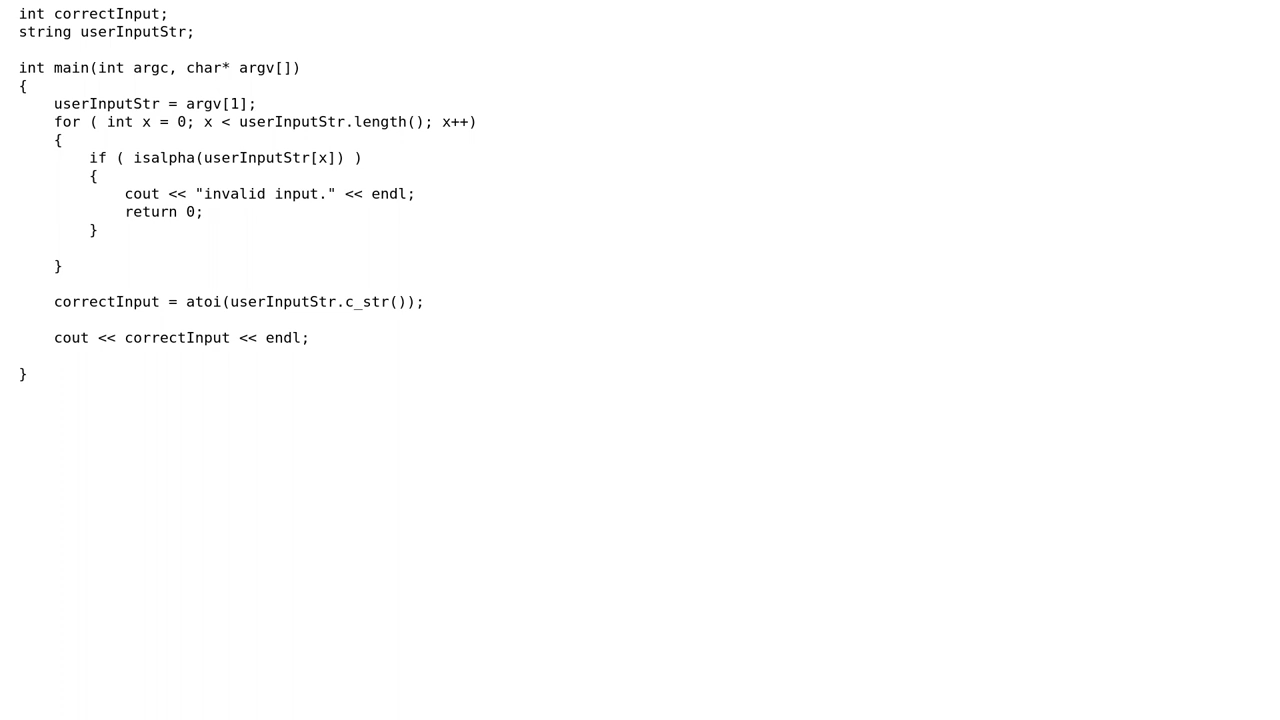 int correctInput;
string userInputStr;
int main(int argc, char* argv[])
{
    userInputStr = argv[1];
    for ( int x = 0; x < userInputStr.length(); x++)
    {
        if ( isalpha(userInputStr[x]) )
        {
            cout << "invalid input." << endl;
            return 0;
        }
    }
    correctInput = atoi(userInputStr.c_str());
    cout << correctInput << endl;
}